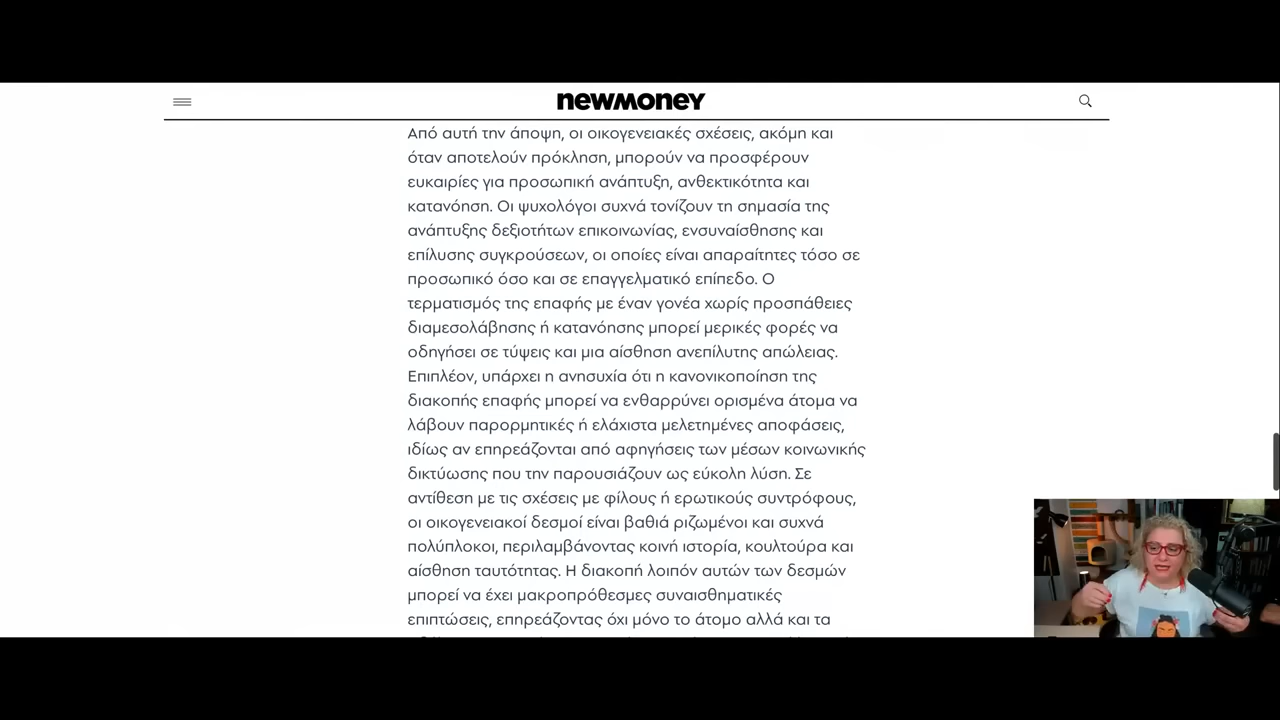 newmoney
Από αυτή την άποψη, οι οικογενειακές σχέσεις, ακόμη και
όταν αποτελούν πρόκληση, μπορούν να προσφέρουν
ευκαιρίες για προσωπική ανάπτυξη, ανθεκτικότητα και
κατανόηση. Οι ψυχολόγοι συχνά τονίζουν τη σημασία της
ανάπτυξης δεξιοτήτων επικοινωνίας, ενσυναίσθησης και
επίλυσης συγκρούσεων, οι οποίες είναι απαραίτητες τόσο σε
προσωπικό όσο και σε επαγγελματικό επίπεδο. Ο
τερματισμός της επαφής με έναν γονέα χωρίς προσπάθειες
διαμεσολάβησης ή κατανόησης μπορεί μερικές φορές να
οδηγήσει σε τύψεις και μια αίσθηση ανεπίλυτης απώλειας.
Επιπλέον, υπάρχει η ανησυχία ότι η κανονικοποίηση της
διακοπής επαφής μπορεί να ενθαρρύνει ορισμένα άτομα να
λάβουν παρορμητικές ή ελάχιστα μελετημένες αποφάσεις,
ιδίως αν επηρεάζονται από αφηγήσεις των μέσων κοινωνικής
δικτύωσης που την παρουσιάζουν ως εύκολη λύση. Σε
αντίθεση με τις σχέσεις με φίλους ή ερωτικούς συντρόφους,
οι οικογενειακοί δεσμοί είναι βαθιά ριζωμένοι και συχνά
πολύπλοκοι, περιλαμβάνοντας κοινή ιστορία, κουλτούρα και
αίσθηση ταυτότητας. Η διακοπή λοιπόν αυτών των δεσμών
μπορεί να έχει μακροπρόθεσμες συναισθηματικές
επιπτώσεις, επηρεάζοντας όχι μόνο το άτομο αλλά και τα